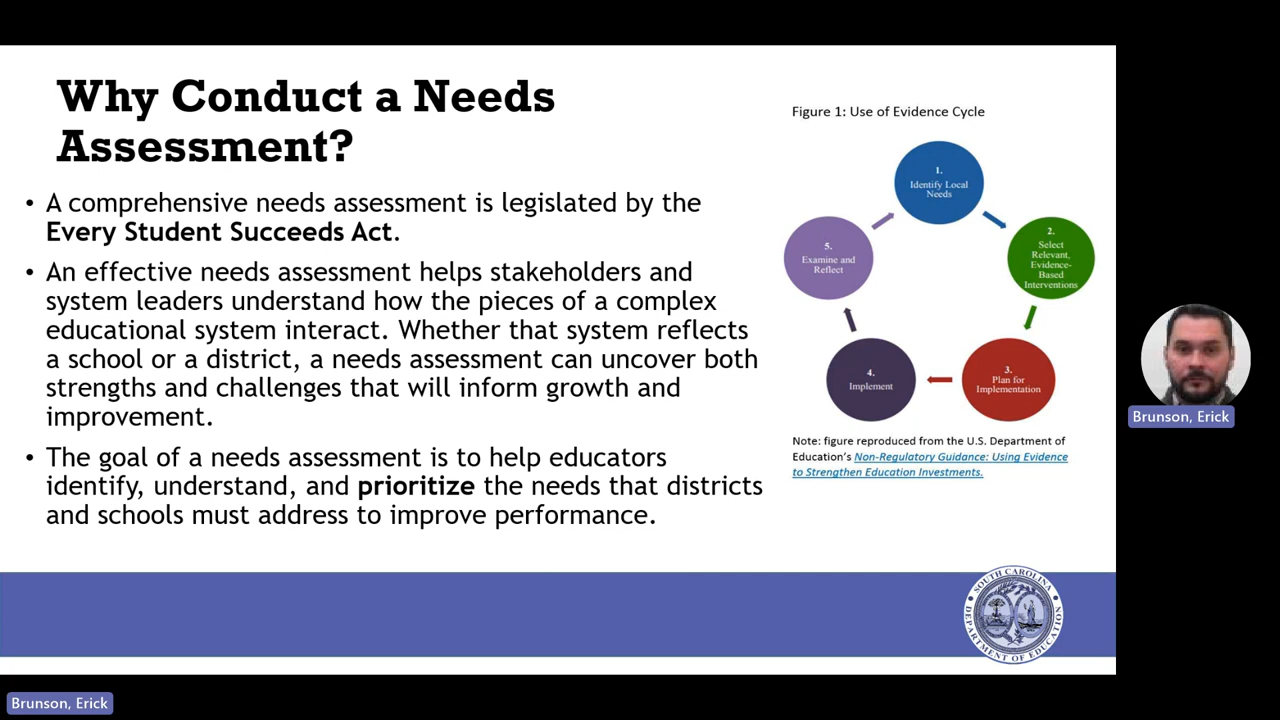 Why Conduct a Needs
Assessment?
• A comprehensive needs assessment is legislated by the
Every Student Succeeds Act.
• An effective needs assessment helps stakeholders and
system leaders understand how the pieces of a complex
educational system interact. Whether that system reflects
a school or a district, a needs assessment can uncover both
strengths and challenges that will inform growth and
improvement.
• The goal of a needs assessment is to help educators
identify, understand, and prioritize the needs that districts
and schools must address to improve performance.
Figure 1: Use of Evidence Cycle
1.
Identify Local
Needs
2.
Select
Relevant,
Evidence-
Based
Interventions
3.
Plan for
Implementation
4.
Implement
5.
Examine and
Reflect
Note: figure reproduced from the U.S. Department of
Education’s Non-Regulatory Guidance: Using Evidence
to Strengthen Education Investments.
SOUTH CAROLINA
DEPARTMENT OF EDUCATION
Brunson, Erick
Brunson, Erick